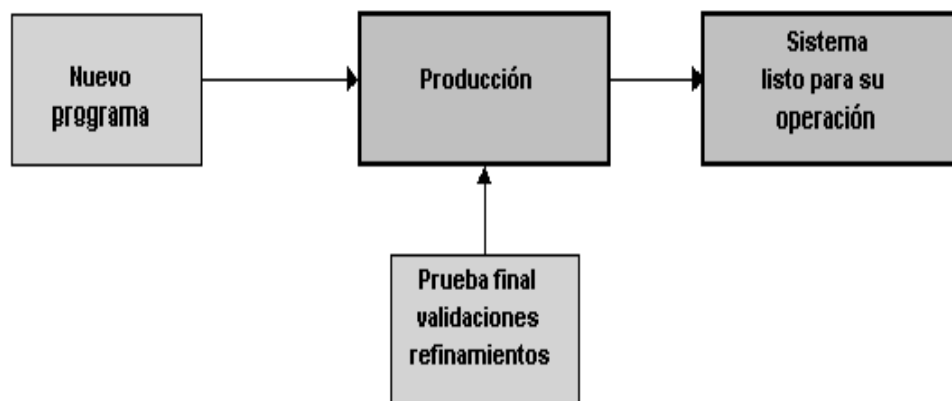 Nuevo
programa
Producción
Sistema
listo para su
operación
Prueba final
validaciones
refinamientos